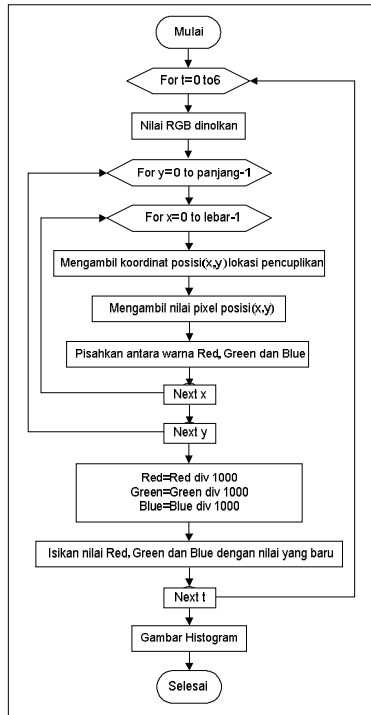 Mulai
For t=0 to6
Nilai RGB dinolkan
For y=0 to panjang-1
For x=0 to lebar-1
Mengambil koordinat posisi(x,y)lokasi pencuplikan
Mengambil nilai pixel posisi(x,y)
Pisahkan antara warna Red, Green dan Blue
Next x
Next y
Red=Red div 1000
Green=Green div 1000
Blue=Blue div 1000
Isikan nilai Red, Green dan Blue dengan nilai yang baru
Next t
Gambar Histogram
Selesai